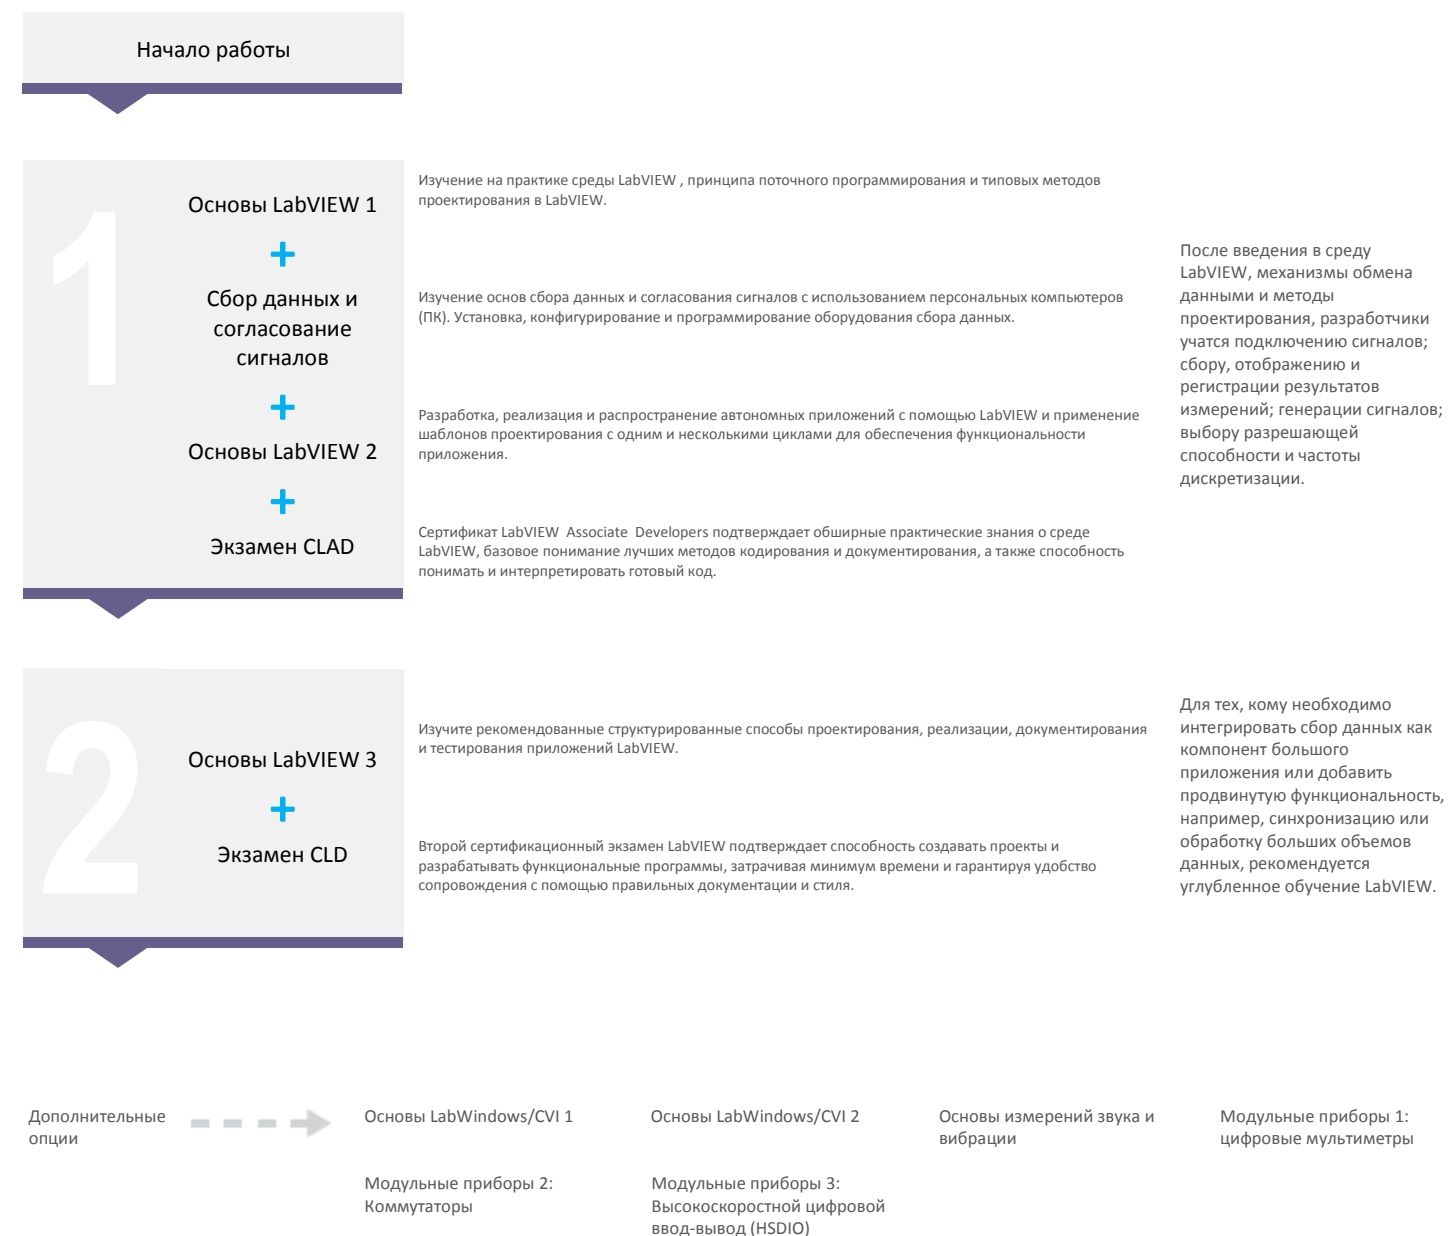 Начало работы
1
Основы LabVIEW 1
+
Сбор данных и
согласование
сигналов
+
Основы LabVIEW 2
+
Экзамен CLAD
Изучение на практике среды LabVIEW , принципа поточного программирования и типовых методов
проектирования в LabVIEW.
Изучение основ сбора данных и согласования сигналов с использованием персональных компьютеров
(ПК). Установка, конфигурирование и программирование оборудования сбора данных.
Разработка, реализация и распространение автономных приложений с помощью LabVIEW и применение
шаблонов проектирования с одним и несколькими циклами для обеспечения функциональности
приложения.
Сертификат LabVIEW Associate Developers подтверждает обширные практические знания о среде
LabVIEW, базовое понимание лучших методов кодирования и документирования, а также способность
понимать и интерпретировать готовый код.
После введения в среду
LabVIEW, механизмы обмена
данными и методы
проектирования, разработчики
учатся подключению сигналов;
сбору, отображению и
регистрации результатов
измерений; генерации сигналов;
выбору разрешающей
способности и частоты
дискретизации.
2
Основы LabVIEW 3
+
Экзамен CLD
Изучите рекомендованные структурированные способы проектирования, реализации, документирования
и тестирования приложений LabVIEW.
Второй сертификационный экзамен LabVIEW подтверждает способность создавать проекты и
разрабатывать функциональные программы, затрачивая минимум времени и гарантируя удобство
сопровождения с помощью правильных документации и стиля.
Для тех, кому необходимо
интегрировать сбор данных как
компонент большого
приложения или добавить
продвинутую функциональность,
например, синхронизацию или
обработку больших объемов
данных, рекомендуется
углубленное обучение LabVIEW.
Дополнительные
опции
Основы LabWindows/CVI 1
Основы LabWindows/CVI 2
Основы измерений звука и
вибрации
Модульные приборы 1:
цифровые мультиметры
Модульные приборы 2:
Коммутаторы
Модульные приборы 3:
Высокоскоростной цифровой
ввод-вывод (HSDIO)